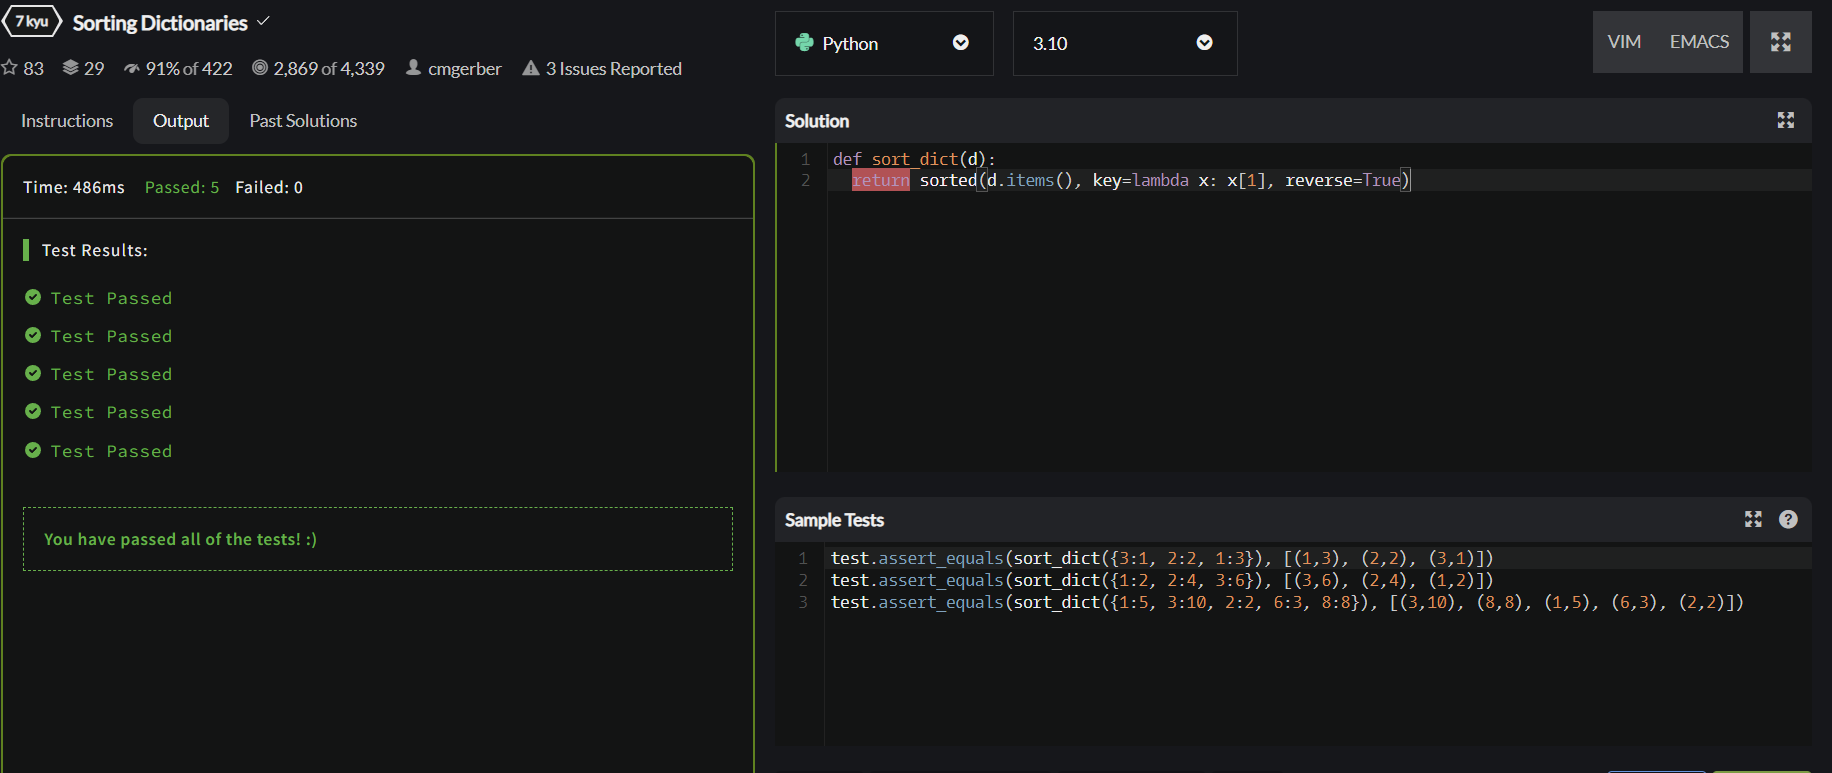 7 kyu Sorting Dictionaries
83 29 91% of 422 2,869 of 4,339 cmgerber 3 Issues Reported
Instructions Output Past Solutions
Time: 486ms Passed: 5 Failed: 0
Test Results:
Test Passed
Test Passed
Test Passed
Test Passed
Test Passed
You have passed all of the tests! :)
Python 3.10 VIM EMACS
Solution
1 def sort_dict(d):
2   return sorted(d.items(), key=lambda x: x[1], reverse=True)
Sample Tests ?
1 test.assert_equals(sort_dict({3:1, 2:2, 1:3}), [(1,3), (2,2), (3,1)])
2 test.assert_equals(sort_dict({1:2, 2:4, 3:6}), [(3,6), (2,4), (1,2)])
3 test.assert_equals(sort_dict({1:5, 3:10, 2:2, 6:3, 8:8}), [(3,10), (8,8), (1,5), (6,3), (2,2)])